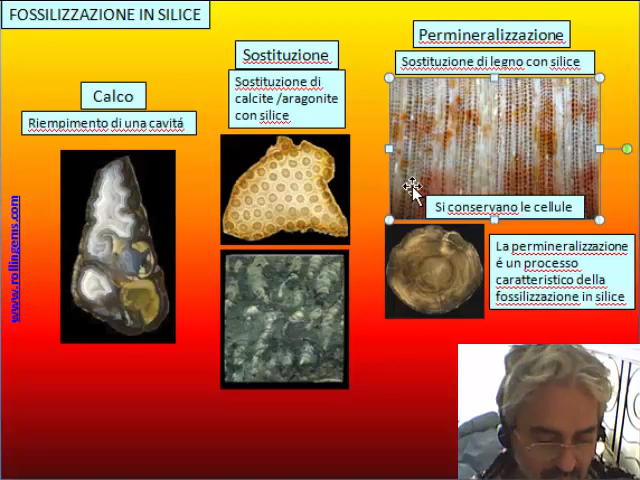 FOSSILIZZAZIONE IN SILICE
Calco
Riempimento di una cavitá
Sostituzione
Sostituzione di
calcite /aragonite
con silice
Permineralizzazione
Sostituzione di legno con silice
Si conservano le cellule
La permineralizzazione
é un processo
caratteristico della
fossilizzazione in silice
www.rollingems.com